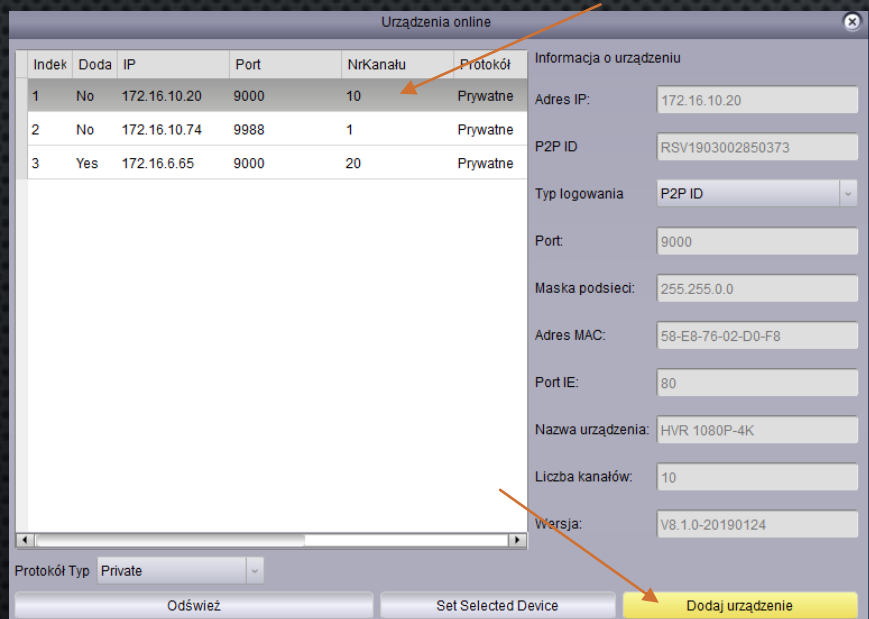 Urządzenia online
Indek Doda IP Port NrKanału Protokół
1 No 172.16.10.20 9000 10 Prywatne
2 No 172.16.10.74 9988 1 Prywatne
3 Yes 172.16.6.65 9000 20 Prywatne
Informacja o urządzeniu
Adres IP: 172.16.10.20
P2P ID RSV1903002850373
Typ logowania P2P ID
Port: 9000
Maska podsieci: 255.255.0.0
Adres MAC: 58-E8-76-02-D0-F8
Port IE: 80
Nazwa urządzenia: HVR 1080P-4K
Liczba kanałów: 10
Wersja: V8.1.0-20190124
Protokół Typ Private
Odśwież Set Selected Device Dodaj urządzenie